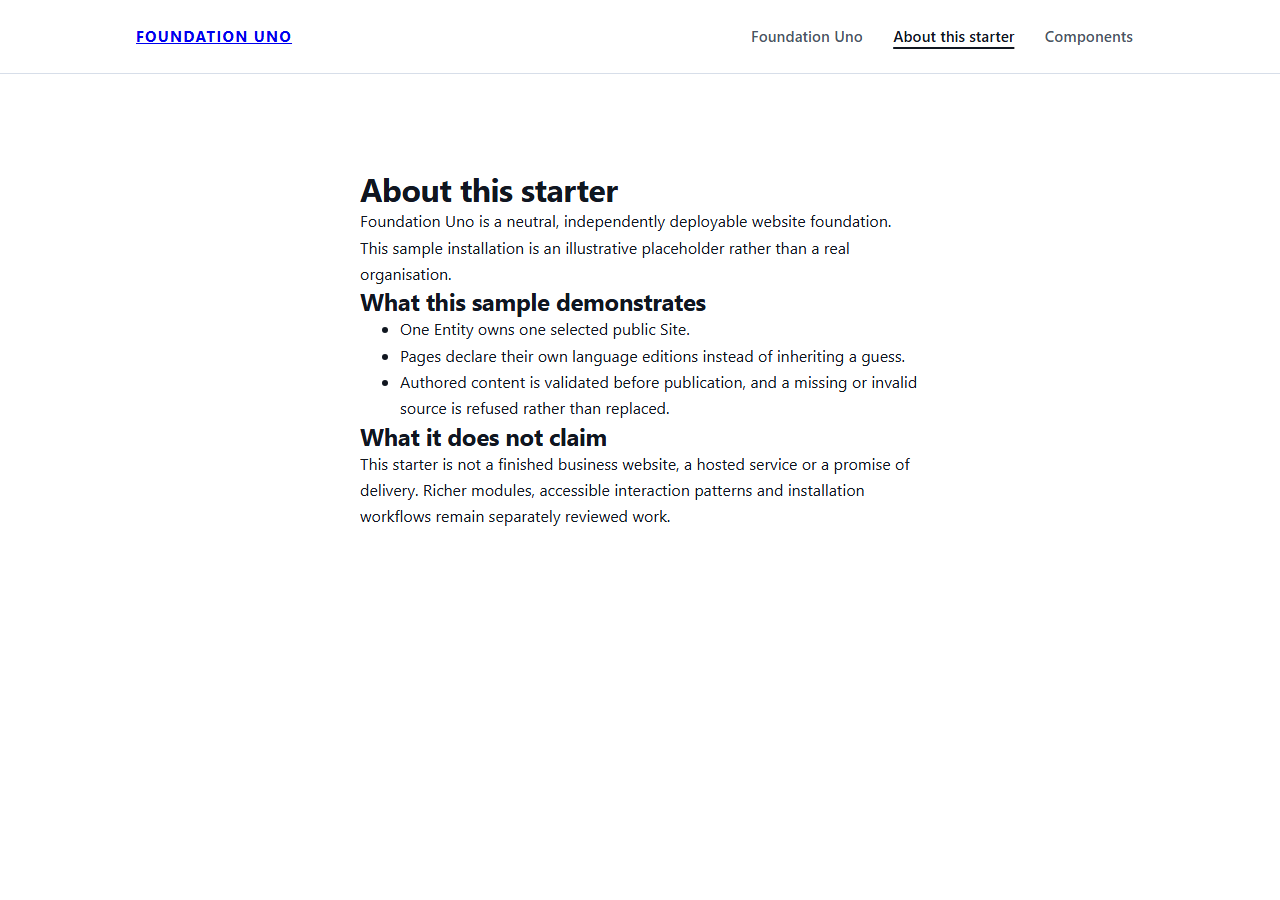 FOUNDATION UNO
Foundation Uno
About this starter
Components
About this starter
Foundation Uno is a neutral, independently deployable website foundation.
This sample installation is an illustrative placeholder rather than a real
organisation.
What this sample demonstrates
• One Entity owns one selected public Site.
• Pages declare their own language editions instead of inheriting a guess.
• Authored content is validated before publication, and a missing or invalid
source is refused rather than replaced.
What it does not claim
This starter is not a finished business website, a hosted service or a promise of
delivery. Richer modules, accessible interaction patterns and installation
workflows remain separately reviewed work.